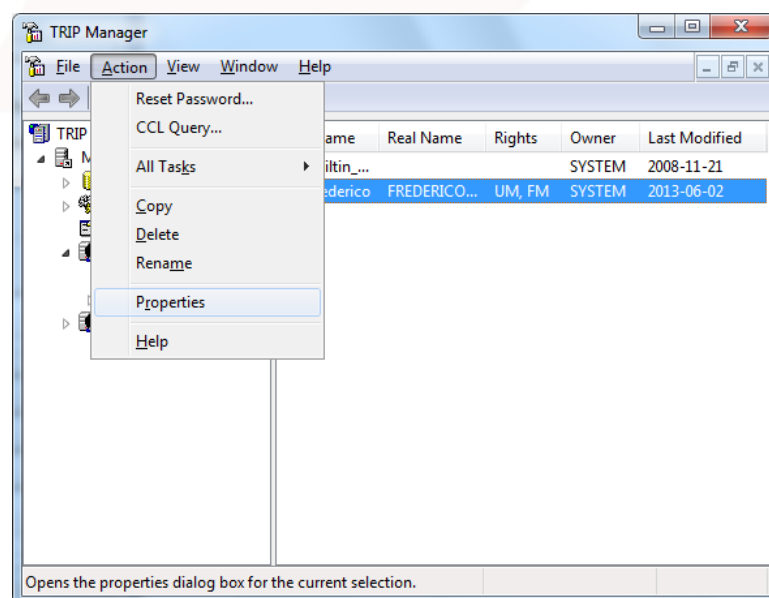 TRIP Manager
File Action View Window Help
Reset Password...
CCL Query...
All Tasks
Copy
Delete
Rename
Properties
Help
TRIP
ame Real Name Rights Owner Last Modified
iltin_... SYSTEM 2008-11-21
ederico FREDERICO... UM, FM SYSTEM 2013-06-02
Opens the properties dialog box for the current selection.